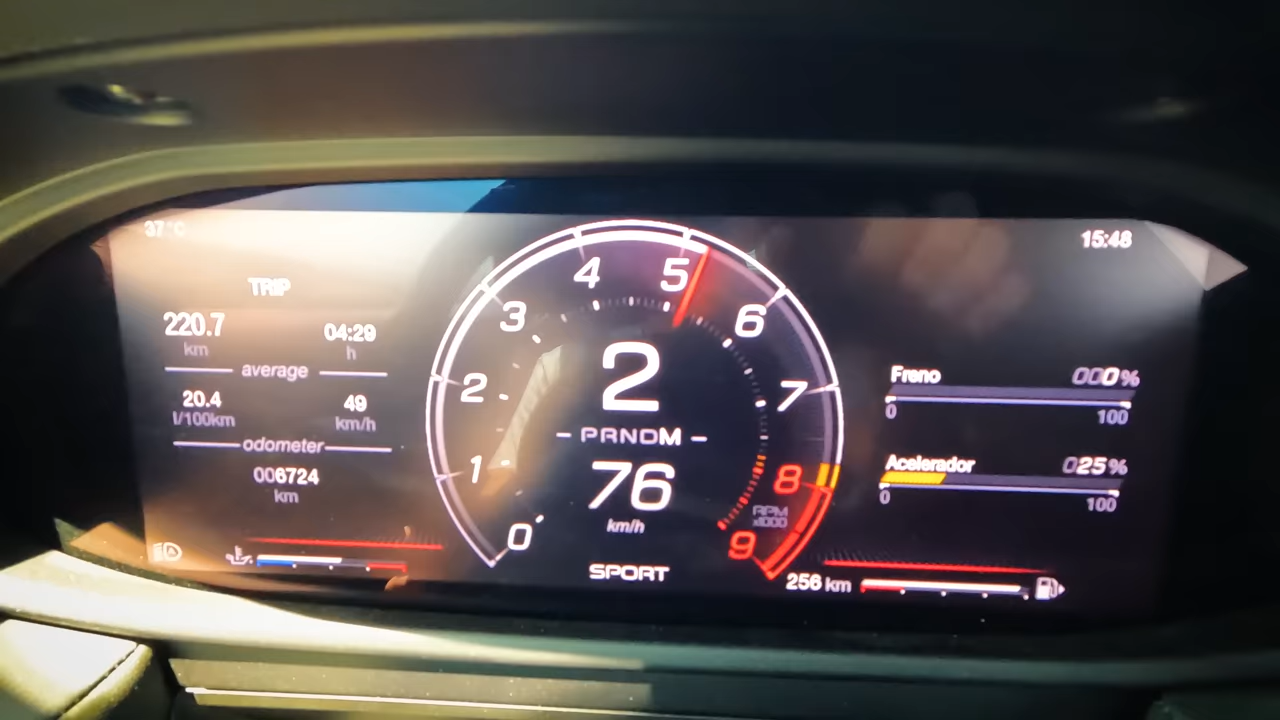 37°C
15:48
TRIP
220.7 km
04:29 h
average
20.4 l/100km
49 km/h
odometer
006724 km
0
1
2
3
4
5
6
7
8
9
RPM x1000
2
PRNDM
76
km/h
SPORT
Freno 000%
0 100
Acelerador 025%
0 100
256 km